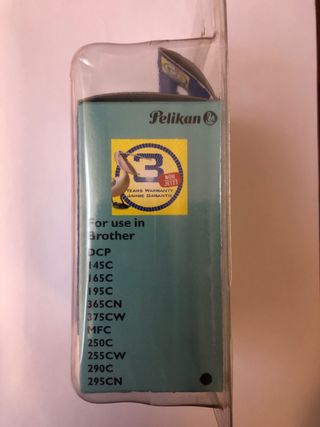 Pelikan
3
YEARS WARRANTY
JAHRE GARANTIE
For use in
Brother
DCP
145C
165C
195C
365CN
375CW
MFC
250C
255CW
290C
295CN